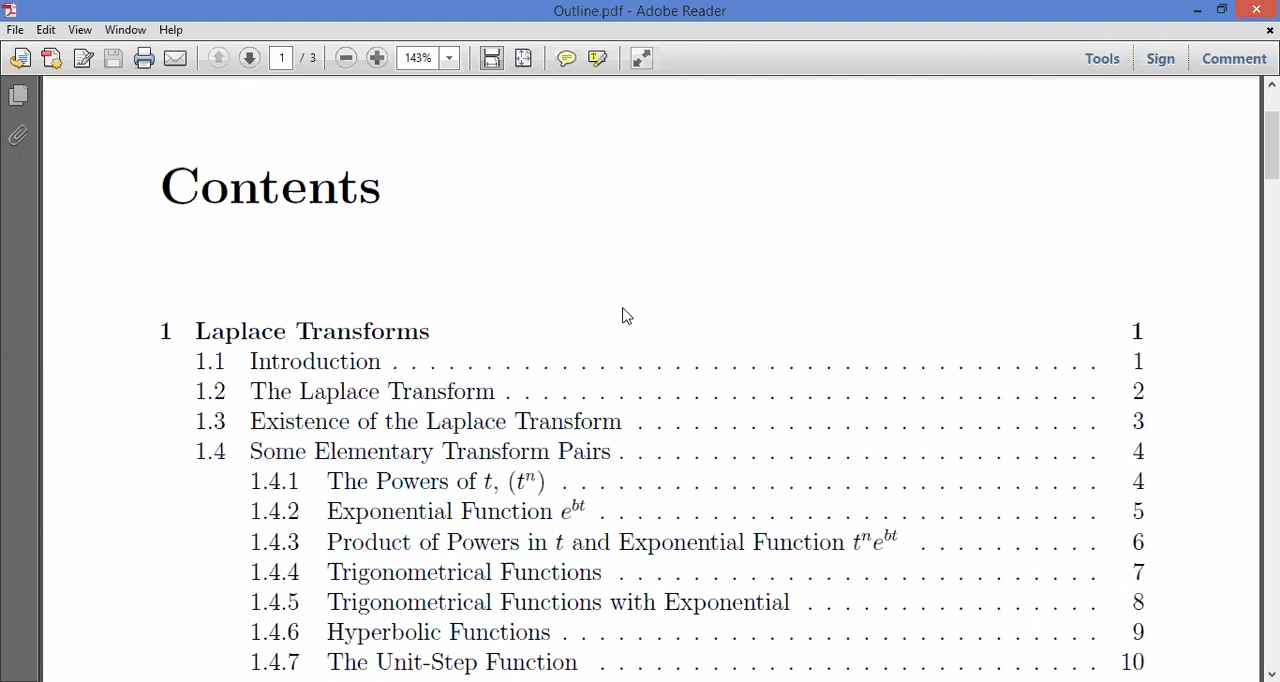 Outline.pdf - Adobe Reader
File Edit View Window Help
1 / 3 143% Tools Sign Comment
Contents
1 Laplace Transforms 1
1.1 Introduction . . . . . . . . . . . . . . . . . . . . . . . . . . . . . . 1
1.2 The Laplace Transform . . . . . . . . . . . . . . . . . . . . . . . . . 2
1.3 Existence of the Laplace Transform . . . . . . . . . . . . . . . . . . 3
1.4 Some Elementary Transform Pairs . . . . . . . . . . . . . . . . . . . 4
1.4.1 The Powers of t, (tⁿ) . . . . . . . . . . . . . . . . . . . . . . . 4
1.4.2 Exponential Function eᵇᵗ . . . . . . . . . . . . . . . . . . . . . 5
1.4.3 Product of Powers in t and Exponential Function tⁿeᵇᵗ . . . . . . . . . . 6
1.4.4 Trigonometrical Functions . . . . . . . . . . . . . . . . . . . . 7
1.4.5 Trigonometrical Functions with Exponential . . . . . . . . . . . . . 8
1.4.6 Hyperbolic Functions . . . . . . . . . . . . . . . . . . . . . . . 9
1.4.7 The Unit-Step Function . . . . . . . . . . . . . . . . . . . . . 10